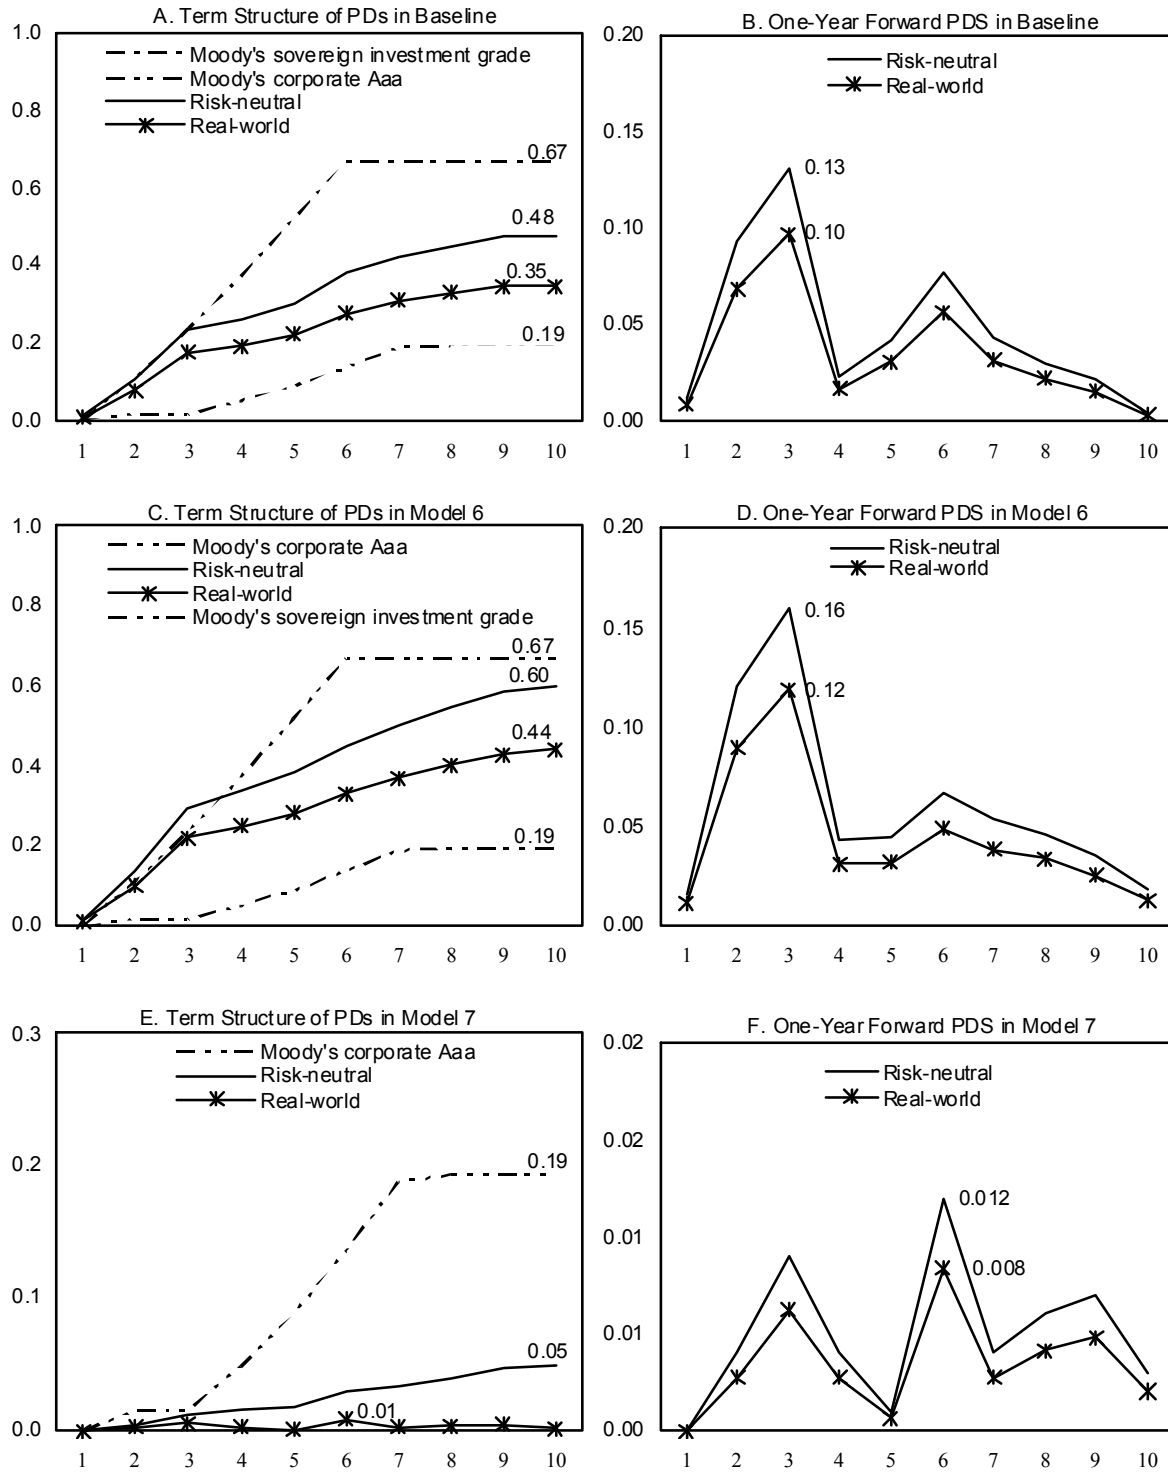 A. Term Structure of PDs in Baseline
1.0
0.8
0.6
0.4
0.2
0.0
Moody's sovereign investment grade
Moody's corporate Aaa
Risk-neutral
Real-world
0.67
0.48
0.35
0.19
1 2 3 4 5 6 7 8 9 10
B. One-Year Forward PDS in Baseline
0.20
0.15
0.10
0.05
0.00
Risk-neutral
Real-world
0.13
0.10
1 2 3 4 5 6 7 8 9 10
C. Term Structure of PDs in Model 6
1.0
0.8
0.6
0.4
0.2
0.0
Moody's corporate Aaa
Risk-neutral
Real-world
Moody's sovereign investment grade
0.67
0.60
0.44
0.19
1 2 3 4 5 6 7 8 9 10
D. One-Year Forward PDS in Model 6
0.20
0.15
0.10
0.05
0.00
Risk-neutral
Real-world
0.16
0.12
1 2 3 4 5 6 7 8 9 10
E. Term Structure of PDs in Model 7
0.3
0.2
0.1
0.0
Moody's corporate Aaa
Risk-neutral
Real-world
0.19
0.05
0.01
1 2 3 4 5 6 7 8 9 10
F. One-Year Forward PDS in Model 7
0.02
0.02
0.01
0.01
0.00
Risk-neutral
Real-world
0.012
0.008
1 2 3 4 5 6 7 8 9 10